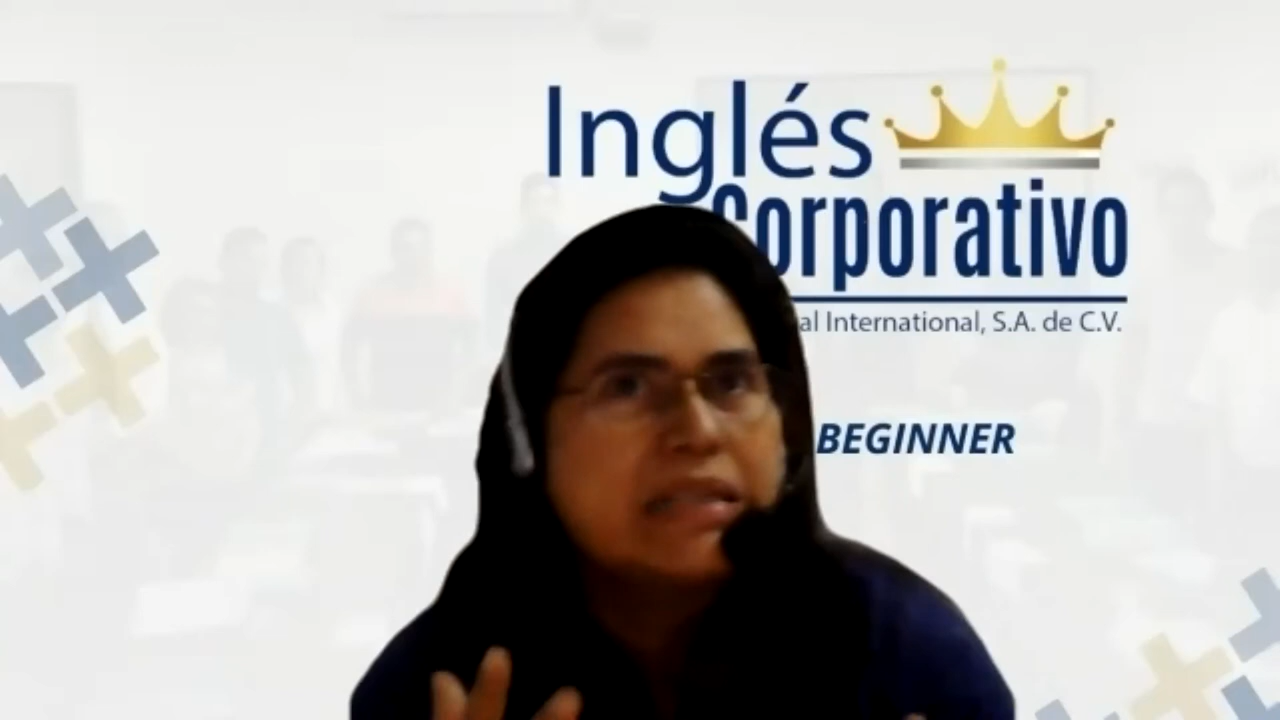 Inglés
Corporativo
al International, S.A. de C.V.
BEGINNER